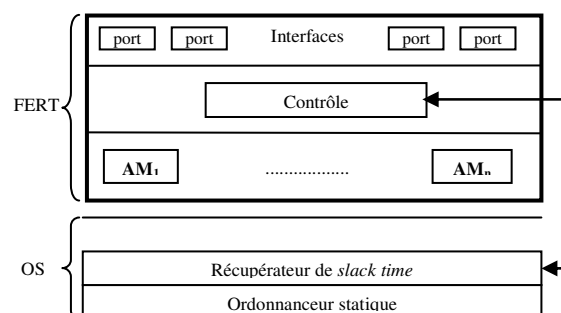 port port Interfaces port port
FERT
Contrôle
AM1 .................. AMn
OS
Récupérateur de slack time
Ordonnanceur statique